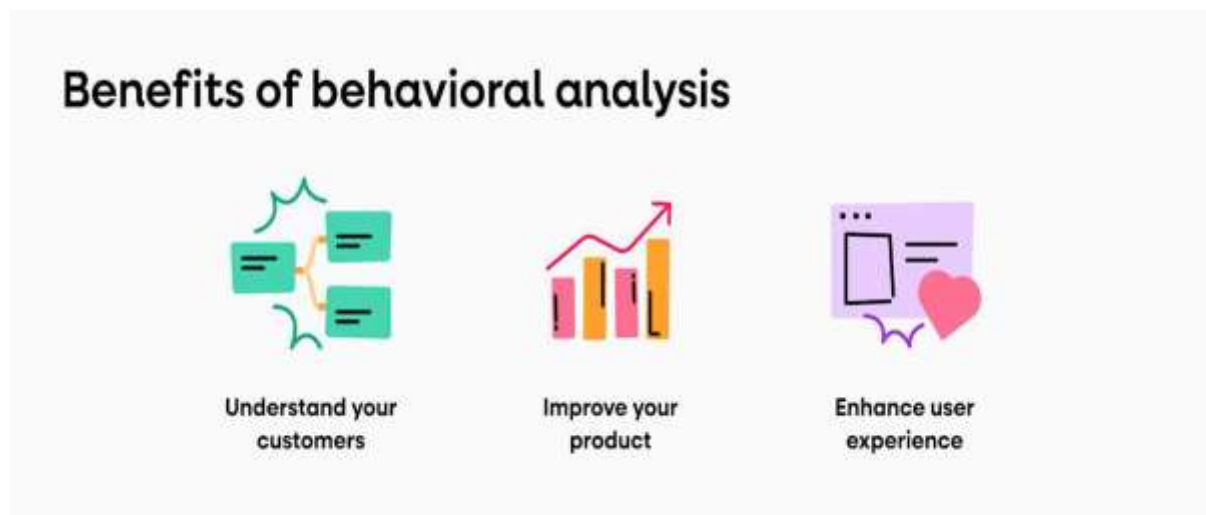 Benefits of behavioral analysis
Understand your
customers
Improve your
product
Enhance user
experience